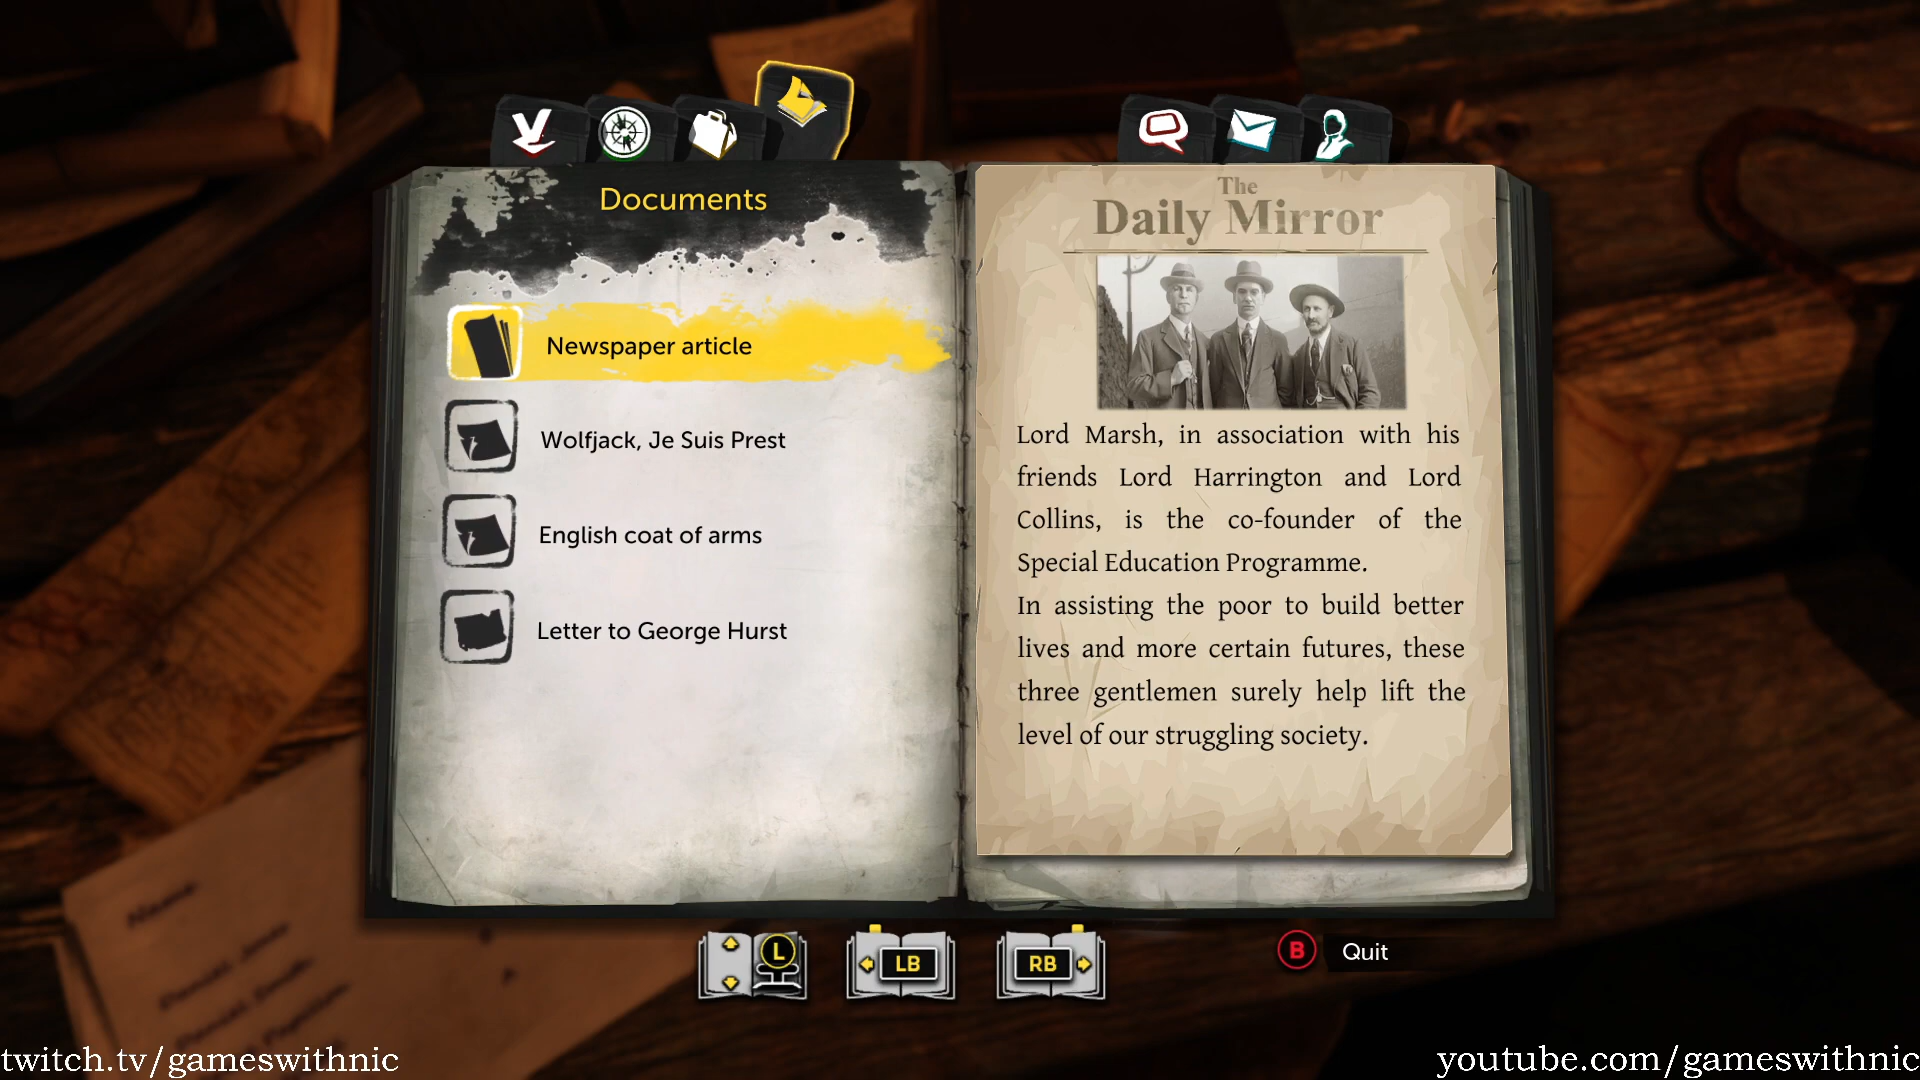 Documents
Newspaper article
Wolfjack, Je Suis Prest
English coat of arms
Letter to George Hurst
The
Daily Mirror
Lord Marsh, in association with his
friends Lord Harrington and Lord
Collins, is the co-founder of the
Special Education Programme.
In assisting the poor to build better
lives and more certain futures, these
three gentlemen surely help lift the
level of our struggling society.
L
LB
RB
B Quit
twitch.tv/gameswithnic
youtube.com/gameswithnic